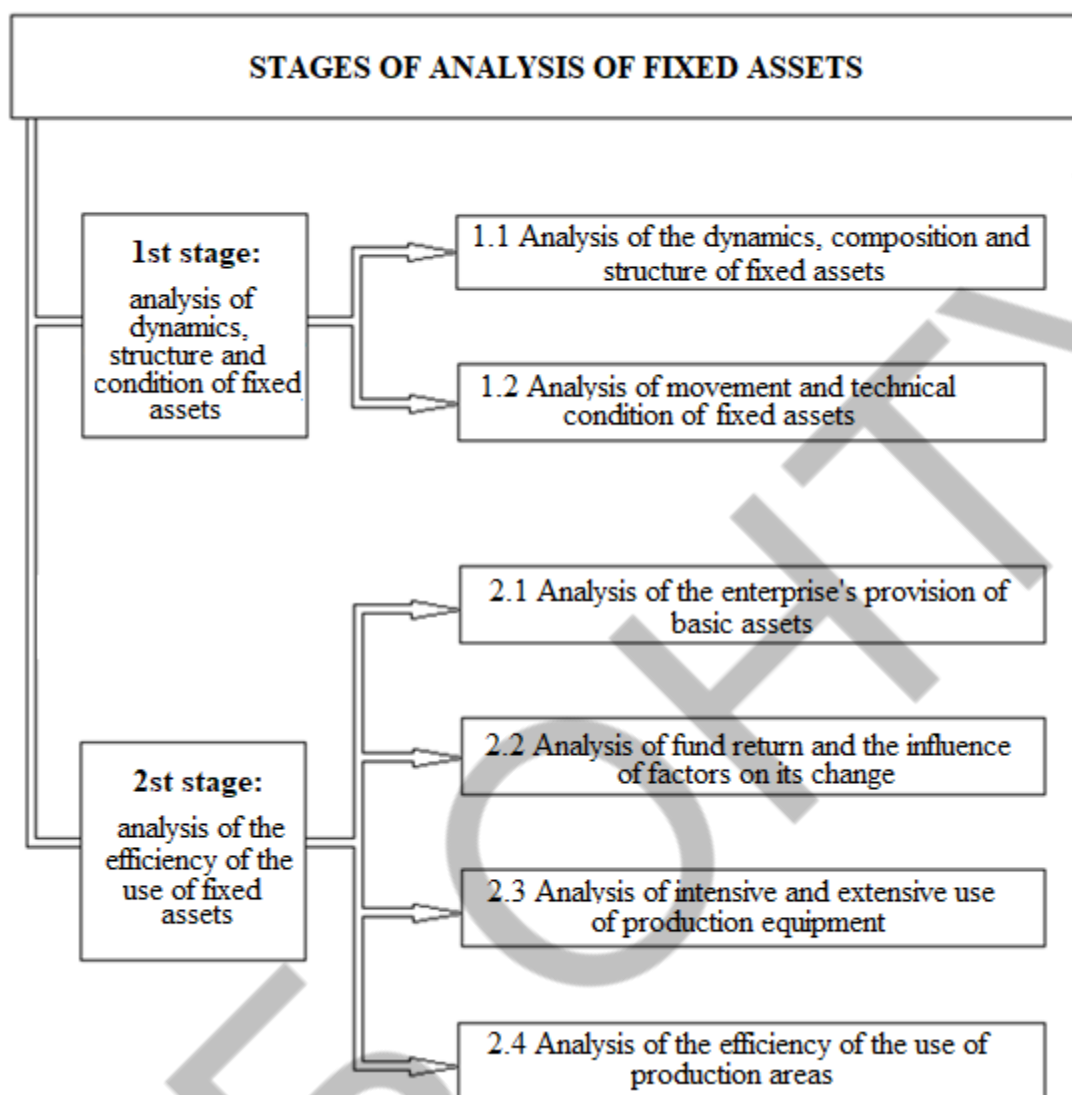 STAGES OF ANALYSIS OF FIXED ASSETS
1st stage:
analysis of
dynamics,
structure and
condition of fixed
assets
1.1 Analysis of the dynamics, composition and
structure of fixed assets
1.2 Analysis of movement and technical
condition of fixed assets
2st stage:
analysis of the
efficiency of the
use of fixed
assets
2.1 Analysis of the enterprise's provision of
basic assets
2.2 Analysis of fund return and the influence
of factors on its change
2.3 Analysis of intensive and extensive use
of production equipment
2.4 Analysis of the efficiency of the use of
production areas